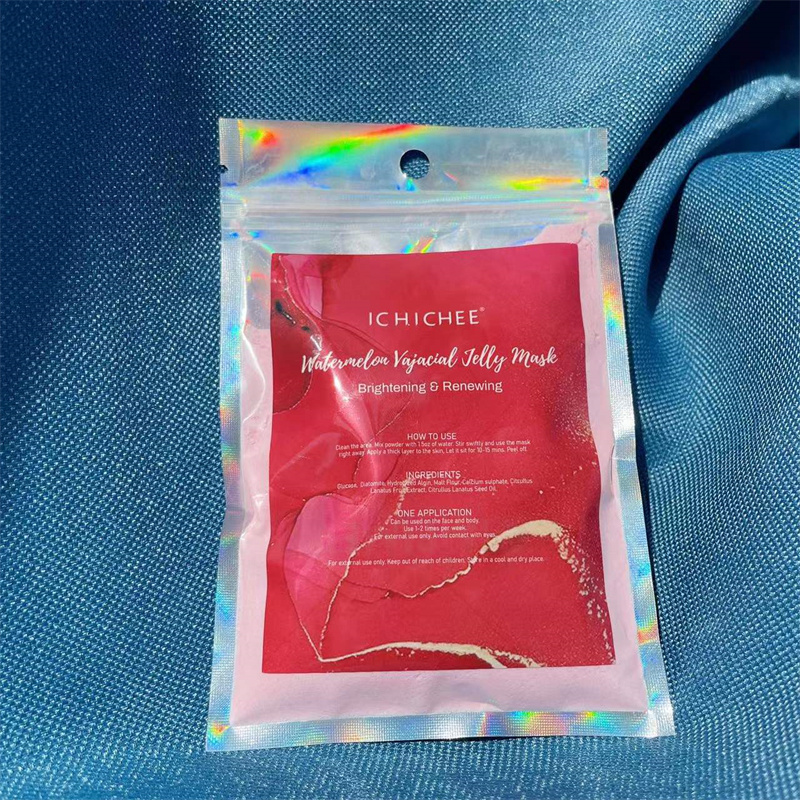 ICH.ICHEE®
Watermelon Vajacial Jelly Mask
Brightening & Renewing
HOW TO USE
Clean the area. Mix powder with 1.5oz of water. Stir swiftly and use the mask
right away. Apply a thick layer to the skin, Let it sit for 10-15 mins. Peel off.
INGREDIENTS
Glucose, Diatomite, Hydrolyzed Algin, Malt Flour, Calcium sulphate, Citrullus
Lanatus Fruit Extract, Citrullus Lanatus Seed Oil.
ONE APPLICATION
Can be used on the face and body.
Use 1-2 times per week.
For external use only. Avoid contact with eyes.
For external use only. Keep out of reach of children. Store in a cool and dry place.